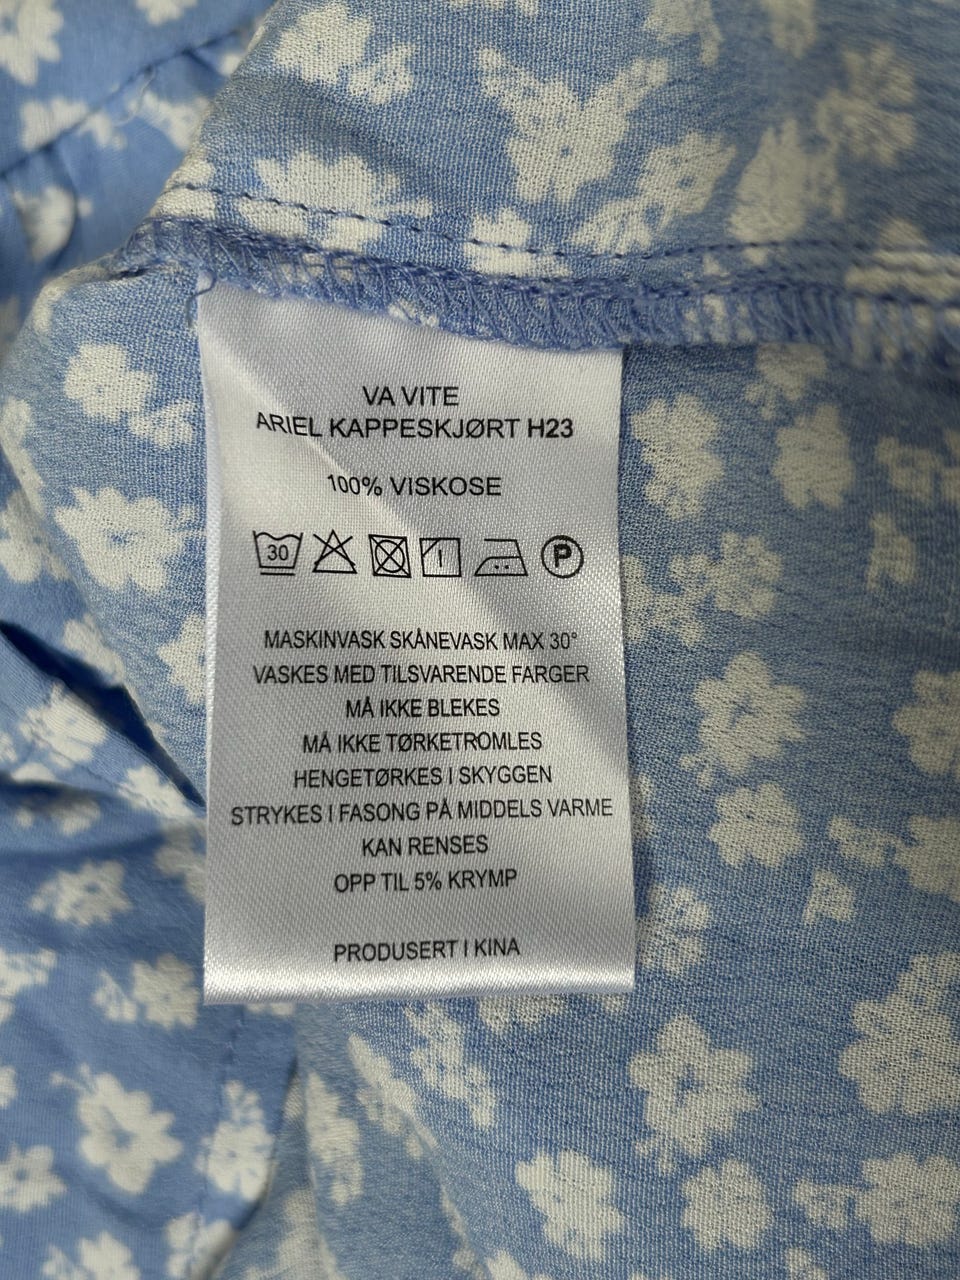 VA VITE
ARIEL KAPPESKJØRT H23
100% VISKOSE
30 P
MASKINVASK SKÅNEVASK MAX 30°
VASKES MED TILSVARENDE FARGER
MÅ IKKE BLEKES
MÅ IKKE TØRKETROMLES
HENGETØRKES I SKYGGEN
STRYKES I FASONG PÅ MIDDELS VARME
KAN RENSES
OPP TIL 5% KRYMP
PRODUSERT I KINA